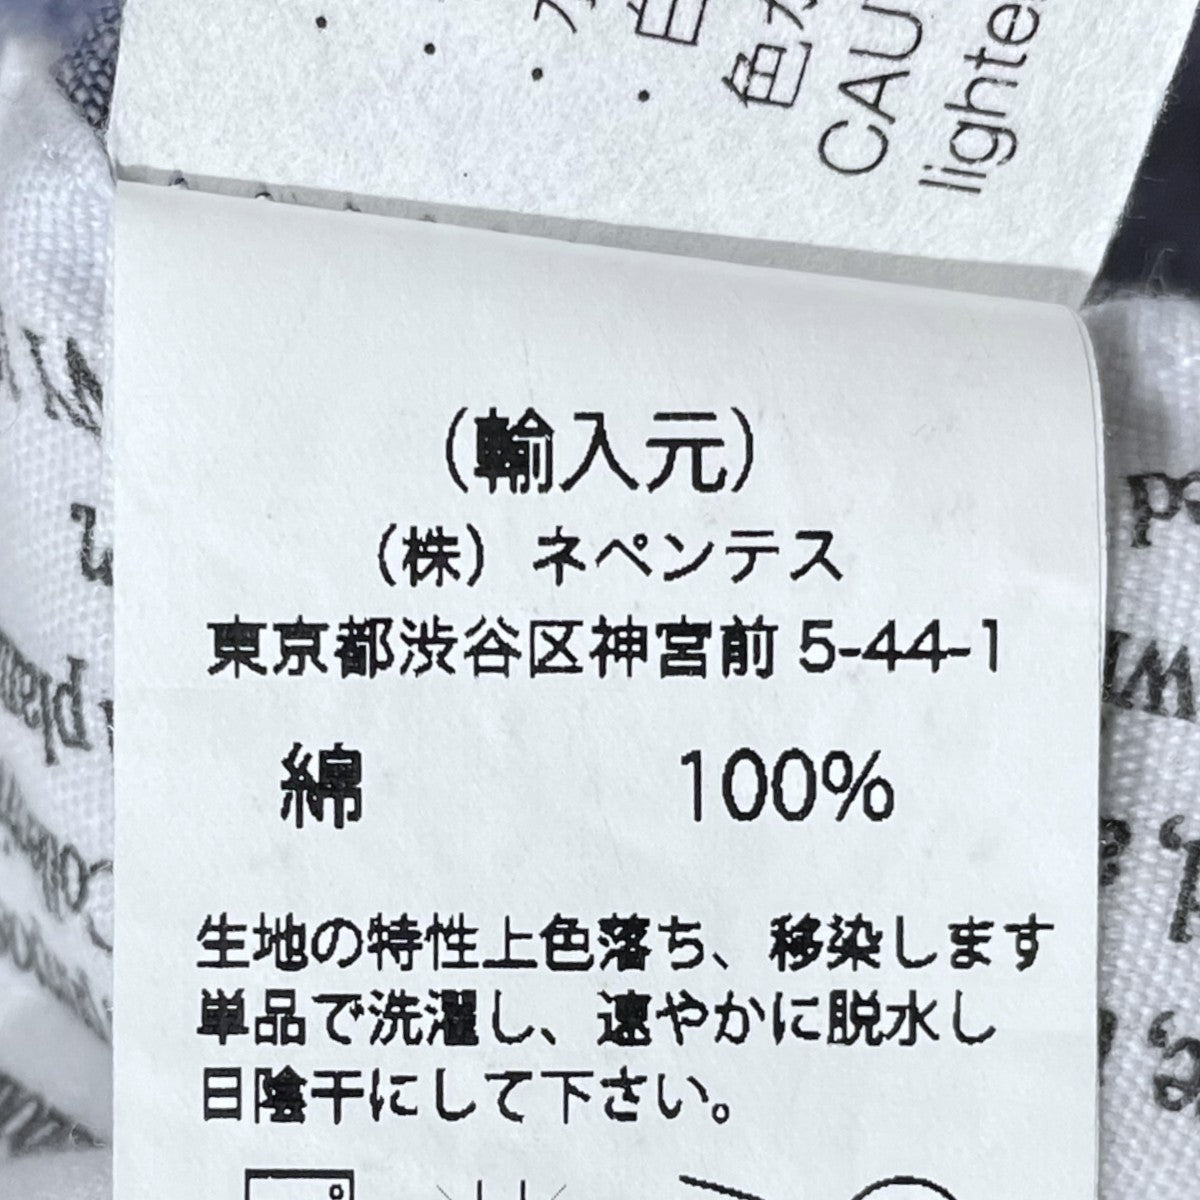 CAU
lighte
(輸入元)
(株) ネペンテス
東京都渋谷区神宮前 5-44-1
綿 100%
生地の特性上色落ち、移染します
単品で洗濯し、速やかに脱水し
日陰干にして下さい。